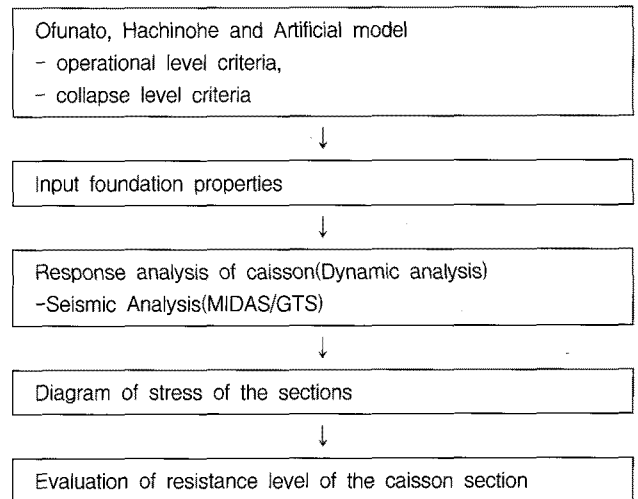 Ofunato, Hachinohe and Artificial model
- operational level criteria,
- collapse level criteria
↓
Input foundation properties
↓
Response analysis of caisson(Dynamic analysis)
-Seismic Analysis(MIDAS/GTS)
↓
Diagram of stress of the sections
↓
Evaluation of resistance level of the caisson section